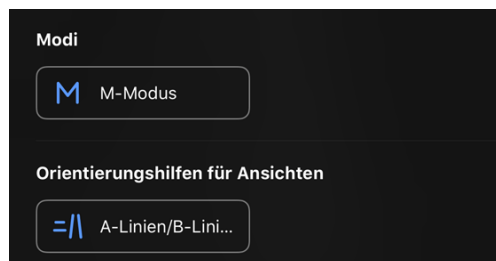 Modi
M-Modus
Orientierungshilfen für Ansichten
A-Linien/B-Lini...